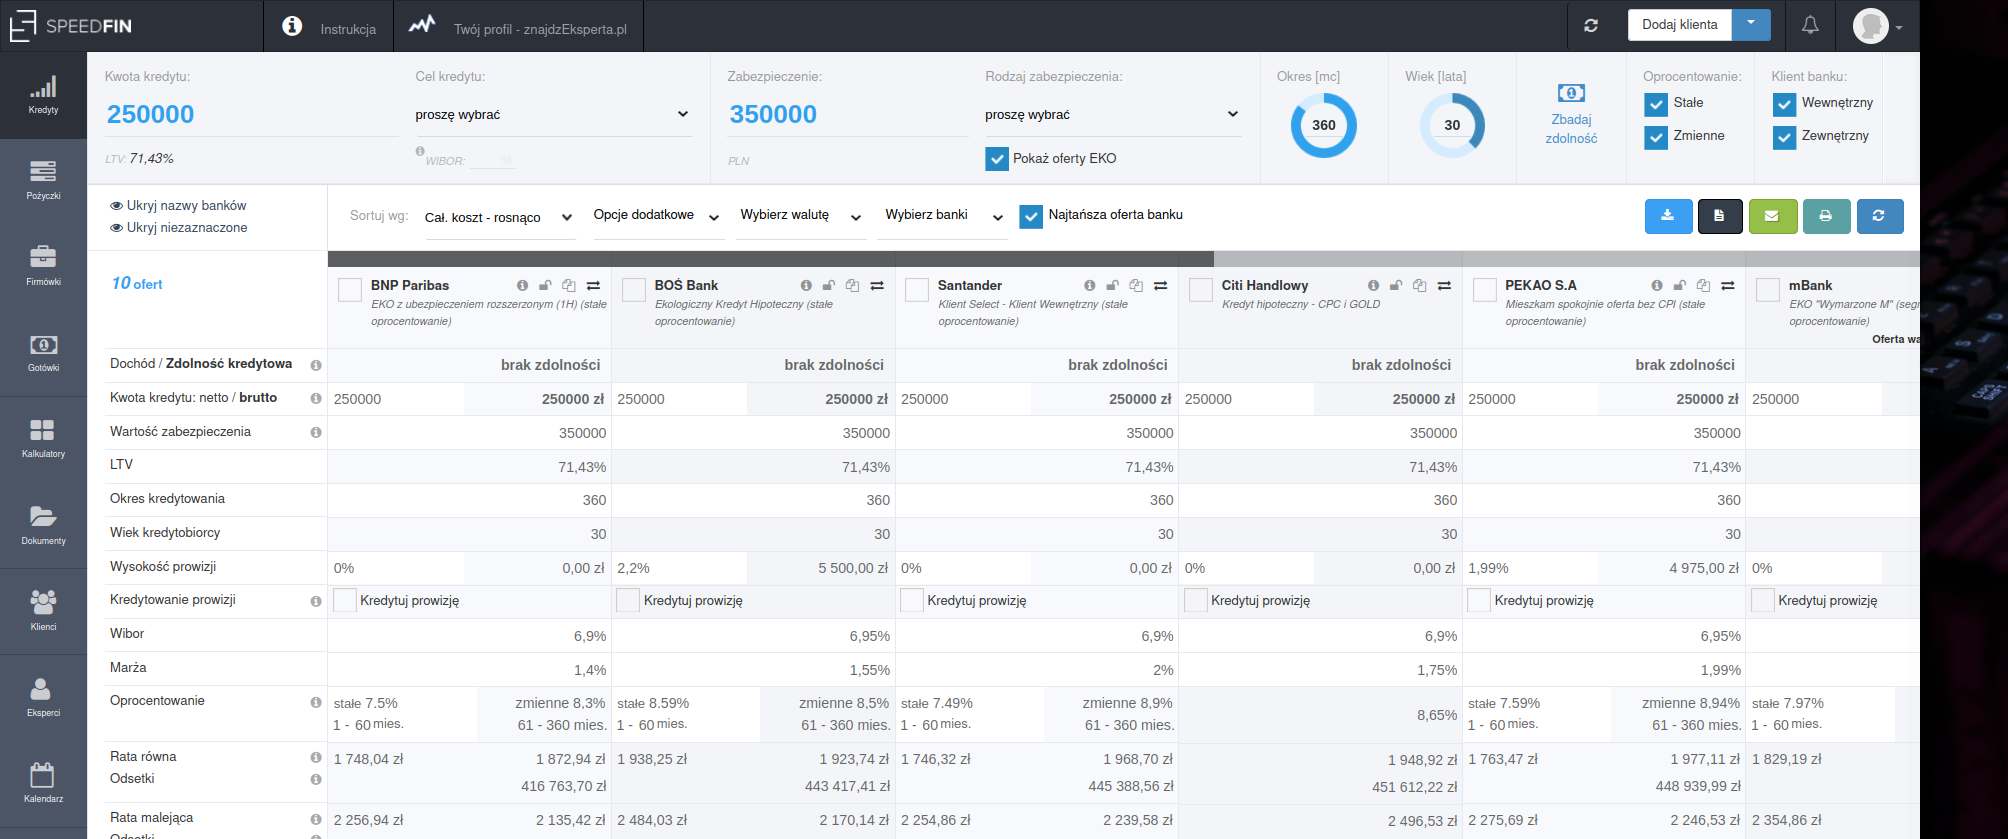 SPEEDFIN
Instrukcja
Twój profil - znajdzEksperta.pl
Dodaj klienta
Kredyty
Pożyczki
Firmówki
Gotówki
Kalkulatory
Dokumenty
Klienci
Eksperci
Kalendarz
Kwota kredytu:
250000
LTV: 71,43%
Cel kredytu:
proszę wybrać
WIBOR: %
Zabezpieczenie:
350000
PLN
Rodzaj zabezpieczenia:
proszę wybrać
Pokaż oferty EKO
Okres [mc]
360
Wiek [lata]
30
Zbadaj
zdolność
Oprocentowanie:
Stałe
Zmienne
Klient banku:
Wewnętrzny
Zewnętrzny
Ukryj nazwy banków
Ukryj niezaznaczone
Sortuj wg: Cał. koszt - rosnąco Opcje dodatkowe Wybierz walutę Wybierz banki Najtańsza oferta banku
10 ofert
BNP Paribas
EKO z ubezpieczeniem rozszerzonym (1H) (stałe
oprocentowanie)
BOŚ Bank
Ekologiczny Kredyt Hipoteczny (stałe
oprocentowanie)
Santander
Klient Select - Klient Wewnętrzny (stałe
oprocentowanie)
Citi Handlowy
Kredyt hipoteczny - CPC i GOLD
PEKAO S.A
Mieszkam spokojnie oferta bez CPI (stałe
oprocentowanie)
mBank
EKO "Wymarzone M" (seg
oprocentowanie)
Oferta wa
Dochód / Zdolność kredytowa brak zdolności brak zdolności brak zdolności brak zdolności brak zdolności
Kwota kredytu: netto / brutto 250000 250000 zł 250000 250000 zł 250000 250000 zł 250000 250000 zł 250000 250000 zł 250000
Wartość zabezpieczenia 350000 350000 350000 350000 350000
LTV 71,43% 71,43% 71,43% 71,43% 71,43%
Okres kredytowania 360 360 360 360 360
Wiek kredytobiorcy 30 30 30 30 30
Wysokość prowizji 0% 0,00 zł 2,2% 5 500,00 zł 0% 0,00 zł 0% 0,00 zł 1,99% 4 975,00 zł 0%
Kredytowanie prowizji Kredytuj prowizję Kredytuj prowizję Kredytuj prowizję Kredytuj prowizję Kredytuj prowizję Kredytuj prowizję
Wibor 6,9% 6,95% 6,9% 6,9% 6,95%
Marża 1,4% 1,55% 2% 1,75% 1,99%
Oprocentowanie stałe 7.5% zmienne 8,3% stałe 8.59% zmienne 8,5% stałe 7.49% zmienne 8,9% 8,65% stałe 7.59% zmienne 8,94% stałe 7.97%
1 - 60 mies. 61 - 360 mies. 1 - 60 mies. 61 - 360 mies. 1 - 60 mies. 61 - 360 mies. 1 - 60 mies. 61 - 360 mies. 1 - 60 mies.
Rata równa 1 748,04 zł 1 872,94 zł 1 938,25 zł 1 923,74 zł 1 746,32 zł 1 968,70 zł 1 948,92 zł 1 763,47 zł 1 977,11 zł 1 829,19 zł
Odsetki 416 763,70 zł 443 417,41 zł 445 388,56 zł 451 612,22 zł 448 939,99 zł
Rata malejąca 2 256,94 zł 2 135,42 zł 2 484,03 zł 2 170,14 zł 2 254,86 zł 2 239,58 zł 2 496,53 zł 2 275,69 zł 2 246,53 zł 2 354,86 zł
Odsetki